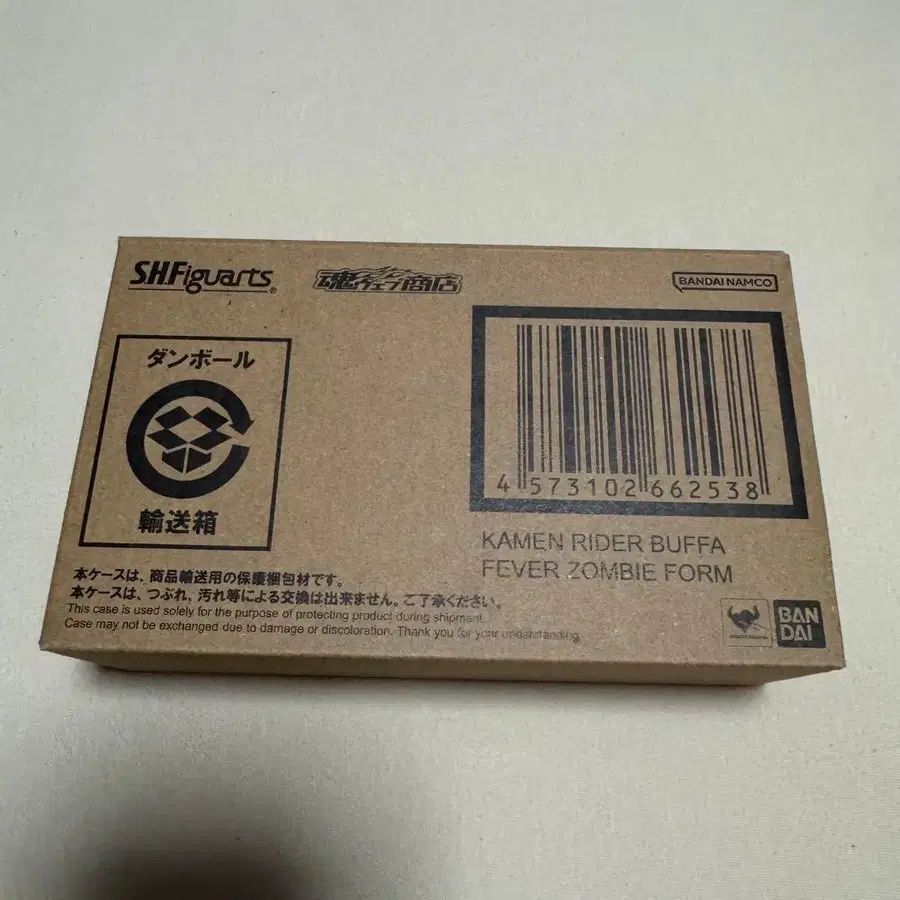 S.H.Figuarts®
魂ウェブ商店
BANDAI NAMCO
ダンボール
輸送箱
4 573102 662538
KAMEN RIDER BUFFA
FEVER ZOMBIE FORM
本ケースは、商品輸送用の保護梱包材です。
本ケースは、つぶれ、汚れ等による交換は出来ません。ご了承ください。
This case is used solely for the purpose of protecting product during shipment.
Case may not be exchanged due to damage or discoloration. Thank you for your understanding.
BAN
DAI